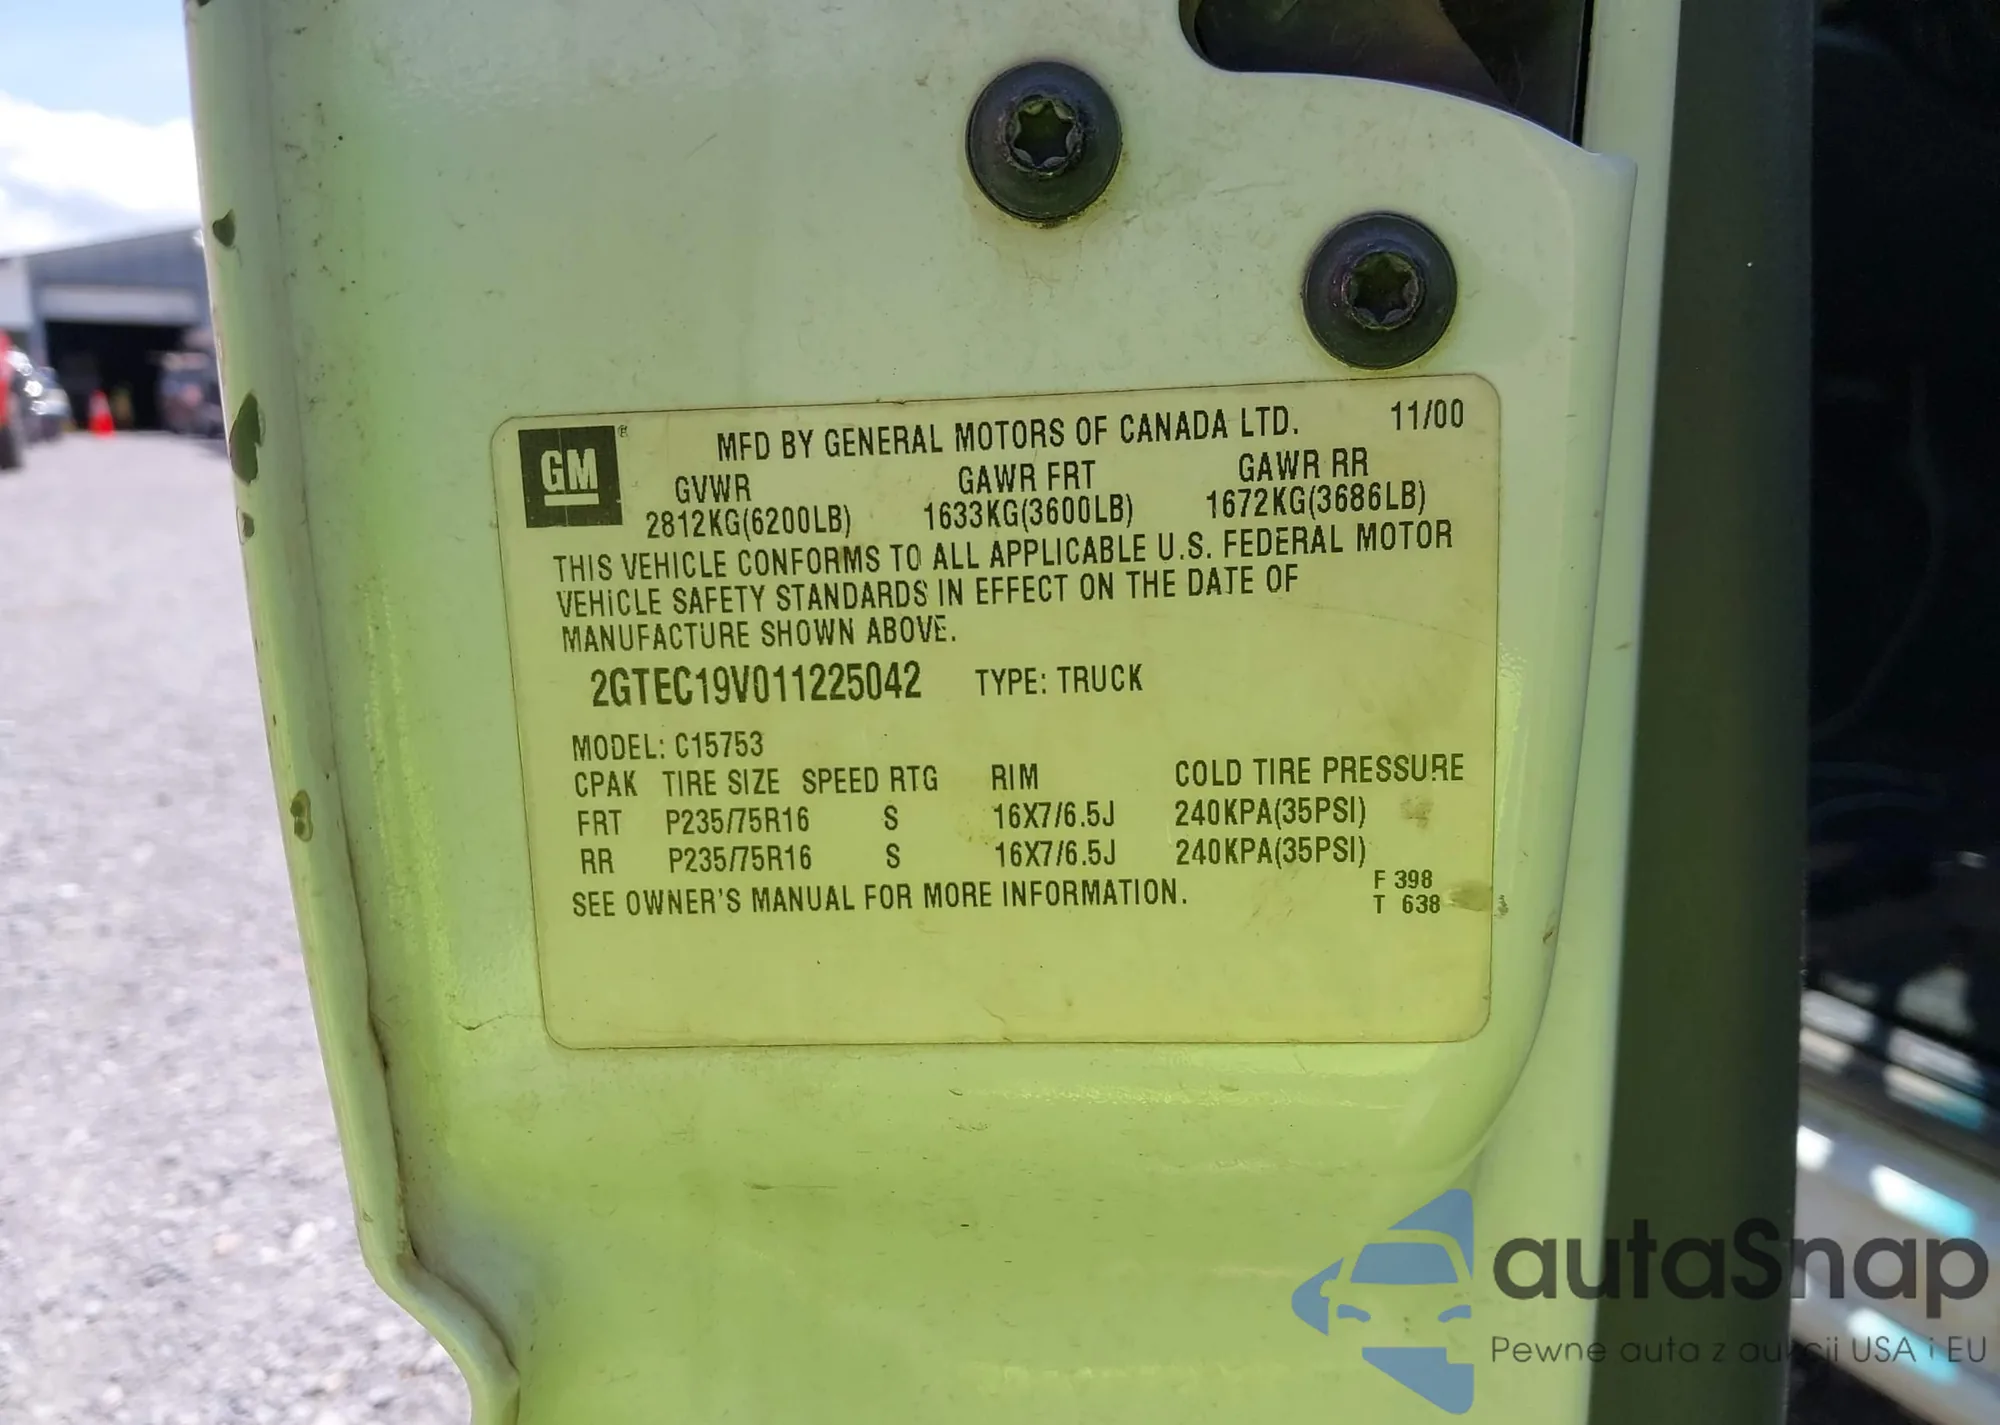 GM®
MFD BY GENERAL MOTORS OF CANADA LTD. 11/00
GVWR GAWR FRT GAWR RR
2812KG(6200LB) 1633KG(3600LB) 1672KG(3686LB)
THIS VEHICLE CONFORMS TO ALL APPLICABLE U.S. FEDERAL MOTOR
VEHICLE SAFETY STANDARDS IN EFFECT ON THE DATE OF
MANUFACTURE SHOWN ABOVE.
2GTEC19V011225042 TYPE: TRUCK
MODEL: C15753
CPAK TIRE SIZE SPEED RTG RIM COLD TIRE PRESSURE
FRT P235/75R16 S 16X7/6.5J 240KPA(35PSI)
RR P235/75R16 S 16X7/6.5J 240KPA(35PSI)
SEE OWNER'S MANUAL FOR MORE INFORMATION.
F 398
T 638
autaSnap
Pewne auta z aukcji USA i EU